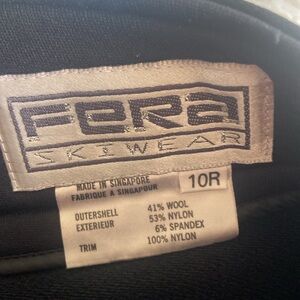 FERA
SKIWEAR
MADE IN SINGAPORE
FABRIQUE A SINGAPOUR
10R
OUTERSHELL 41% WOOL
EXTERIEUR 53% NYLON
6% SPANDEX
TRIM 100% NYLON